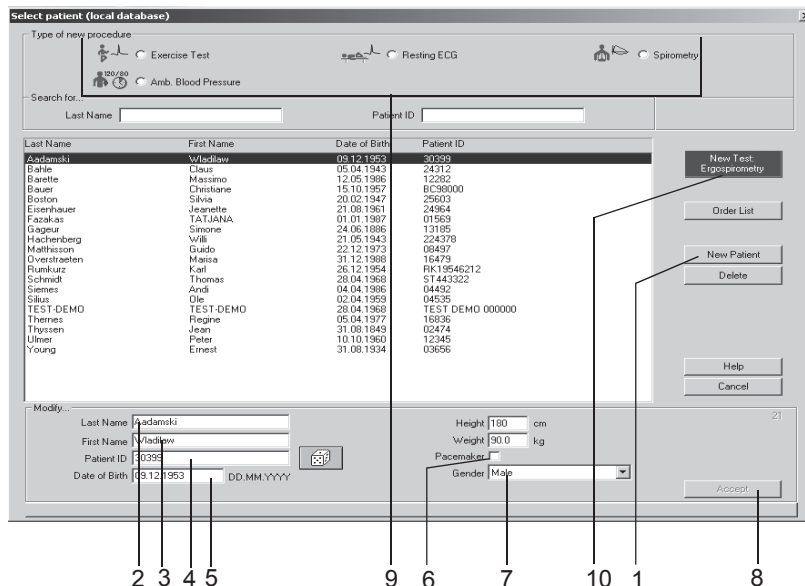 Select patient (local database)
Type of new procedure
Exercise Test
Resting ECG
Spirometry
120/80
Amb. Blood Pressure
Search for...
Last Name
Patient ID
Last Name First Name Date of Birth Patient ID
Aadamski Wladilaw 09.12.1953 30399
Bahle Claus 05.04.1943 24312
Barette Massimo 12.05.1986 12282
Bauer Christiane 15.10.1957 BC98000
Boston Silvia 20.02.1947 25603
Eisenhauer Jeanette 21.08.1961 24964
Fazakas TATJANA 01.01.1987 01569
Gageur Simone 24.06.1886 13185
Hachenberg Willi 21.05.1943 224378
Matthisson Guido 22.12.1973 08497
Overstraeten Marisa 31.12.1988 16479
Rumkurz Karl 26.12.1954 RK19546212
Schmidt Thomas 28.04.1968 ST443322
Siemes Andi 04.04.1986 04492
Silius Ole 02.04.1959 04535
TEST-DEMO TEST-DEMO 28.04.1968 TEST DEMO 000000
Thernes Regine 05.04.1977 16836
Thyssen Jean 31.08.1849 02474
Ulmer Peter 10.10.1960 12345
Young Ernest 31.08.1934 03656
New Test:
Ergospirometry
Order List
New Patient
Delete
Help
Cancel
Modify...
21
Last Name Aadamski
First Name Wladilaw
Patient ID 30399
Date of Birth 09.12.1953 DD.MM.YYYY
Height 180 cm
Weight 90.0 kg
Pacemaker
Gender Male
Accept
2 3 4 5 9 6 7 10 1 8